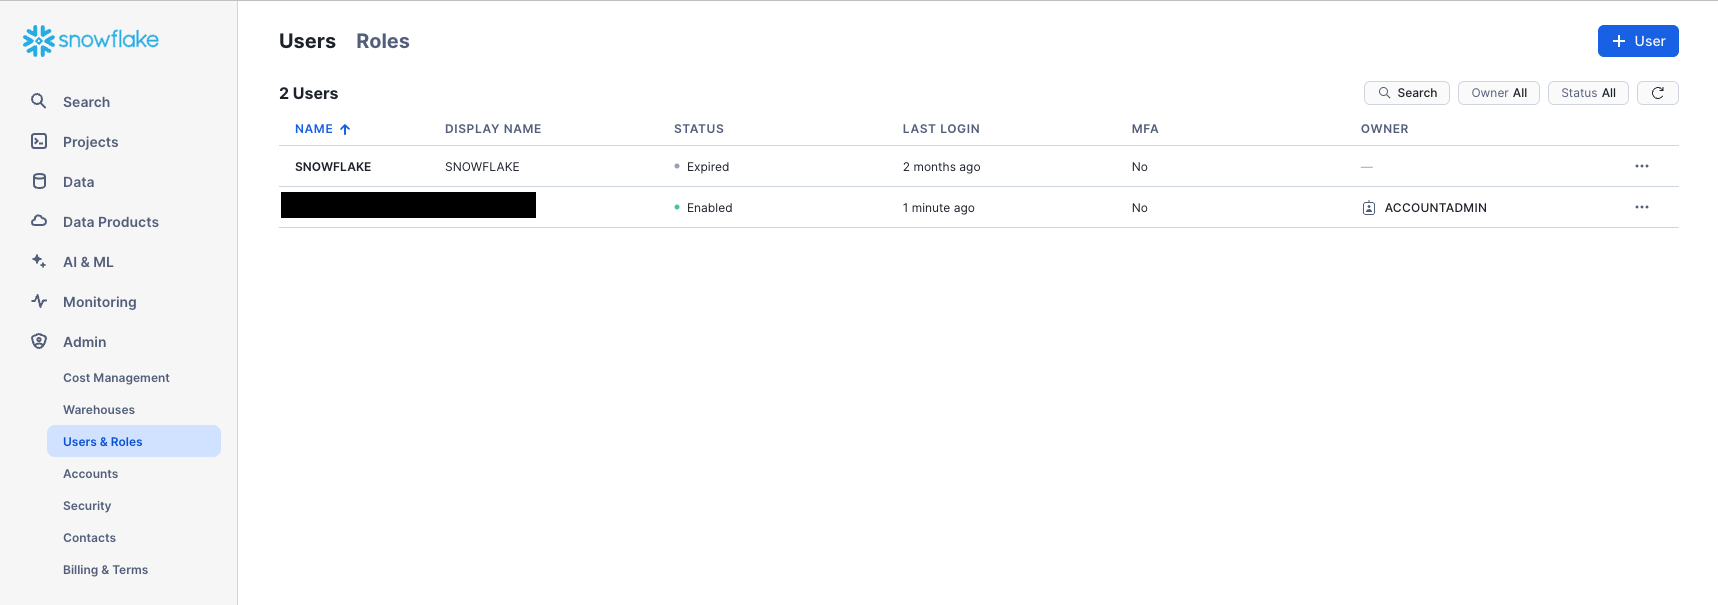 snowflake
Search
Projects
Data
Data Products
AI & ML
Monitoring
Admin
Cost Management
Warehouses
Users & Roles
Accounts
Security
Contacts
Billing & Terms
Users Roles
+ User
2 Users
Search Owner All Status All
NAME ↑ DISPLAY NAME STATUS LAST LOGIN MFA OWNER
SNOWFLAKE SNOWFLAKE Expired 2 months ago No — ...
Enabled 1 minute ago No ACCOUNTADMIN ...